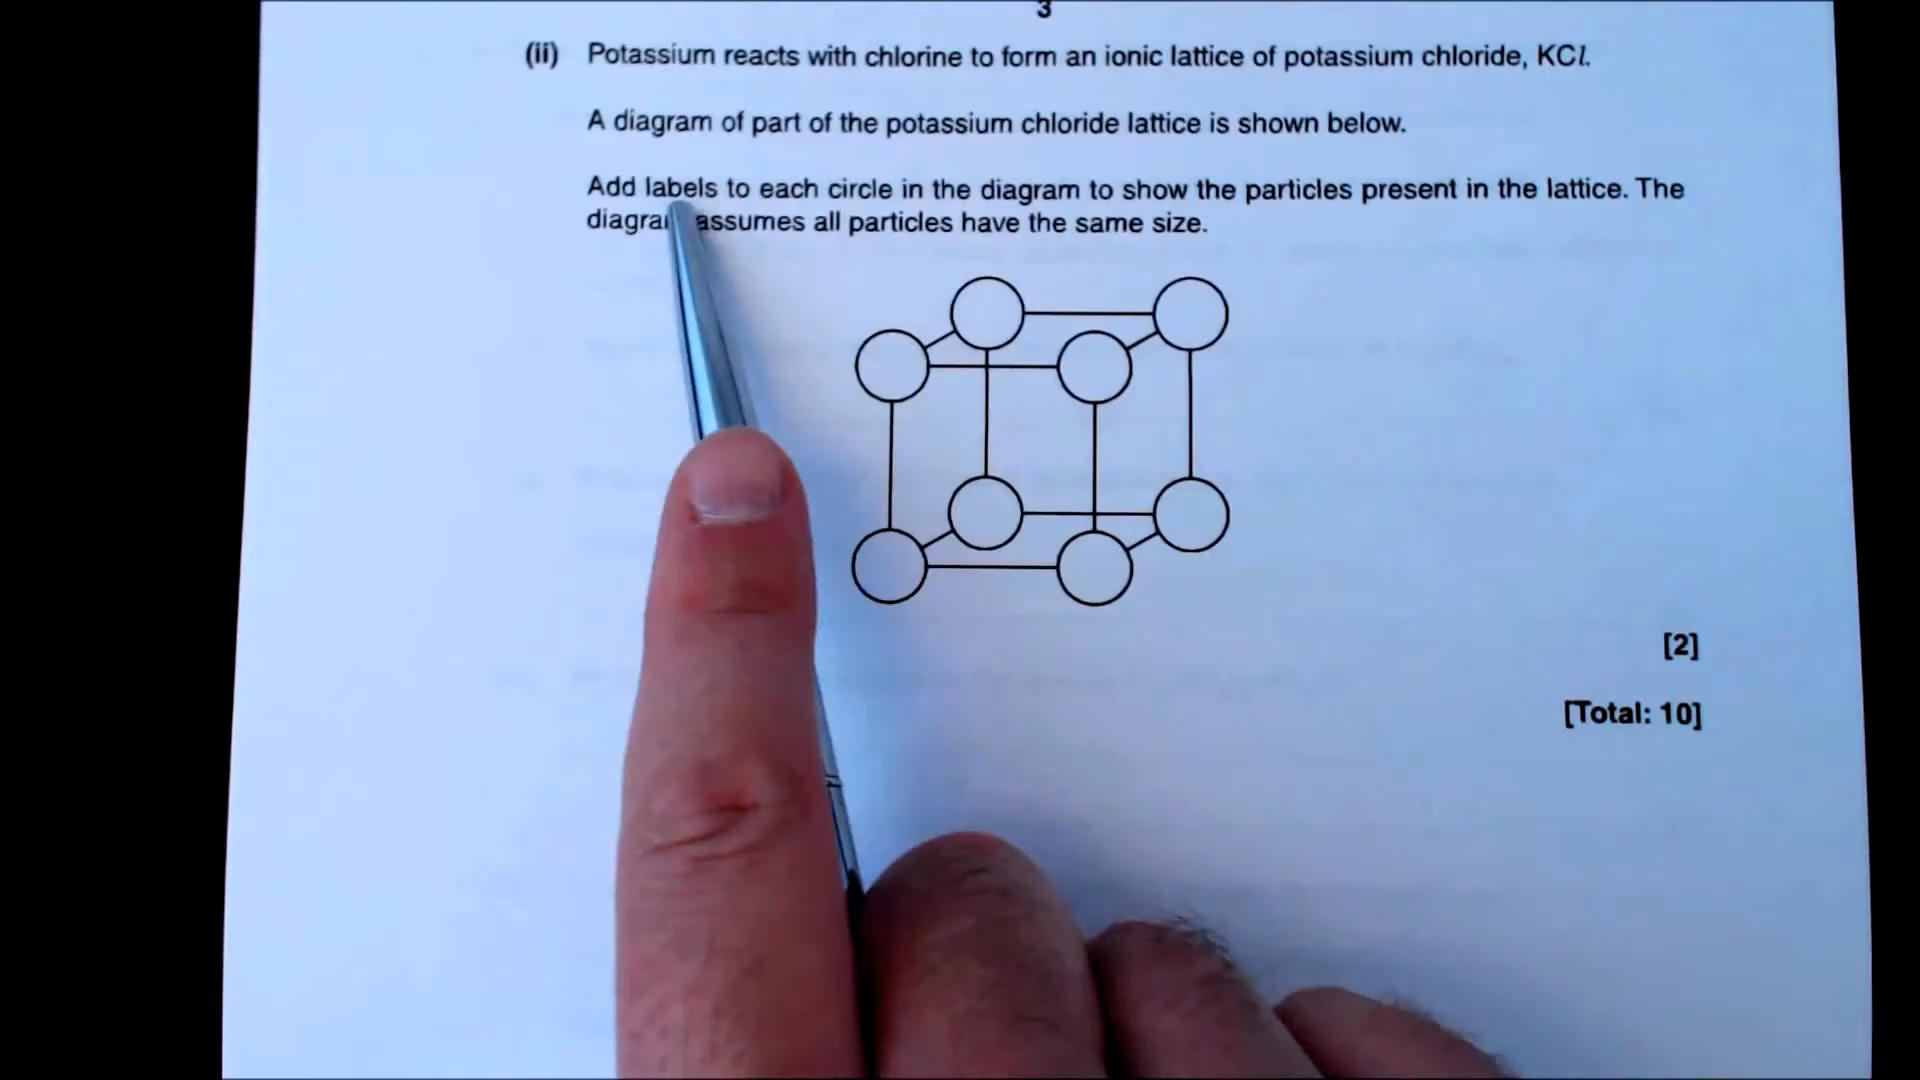 3
(ii) Potassium reacts with chlorine to form an ionic lattice of potassium chloride, KCl.
A diagram of part of the potassium chloride lattice is shown below.
Add labels to each circle in the diagram to show the particles present in the lattice. The
assumes all particles have the same size.
[2]
[Total: 10]